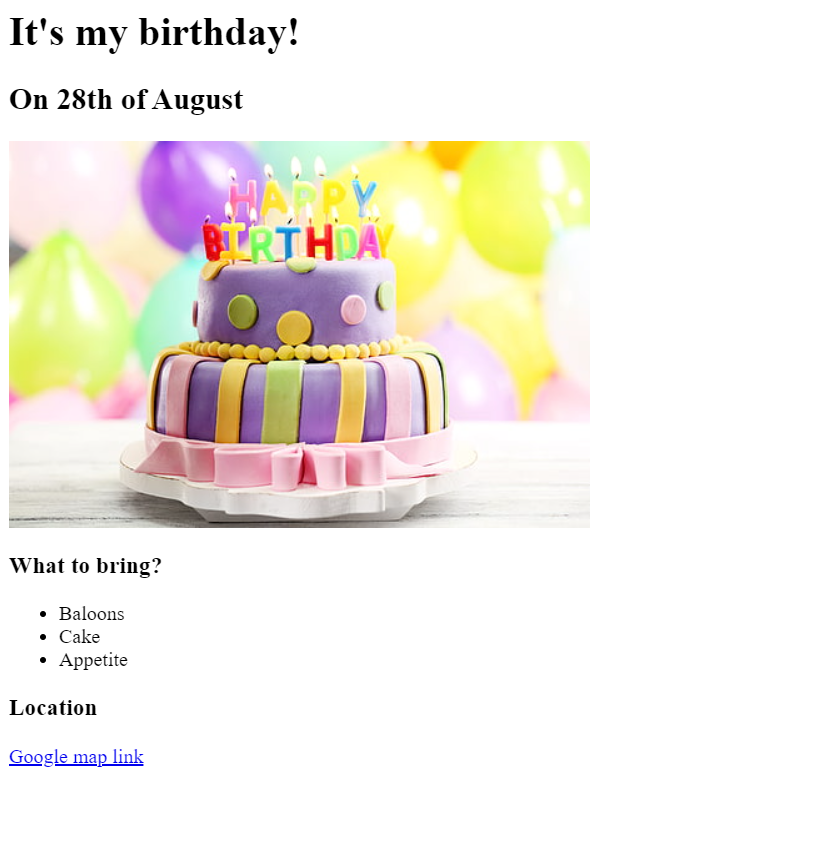 It's my birthday!
On 28th of August
HAPPY
BIRTHDAY
What to bring?
Baloons
Cake
Appetite
Location
Google map link